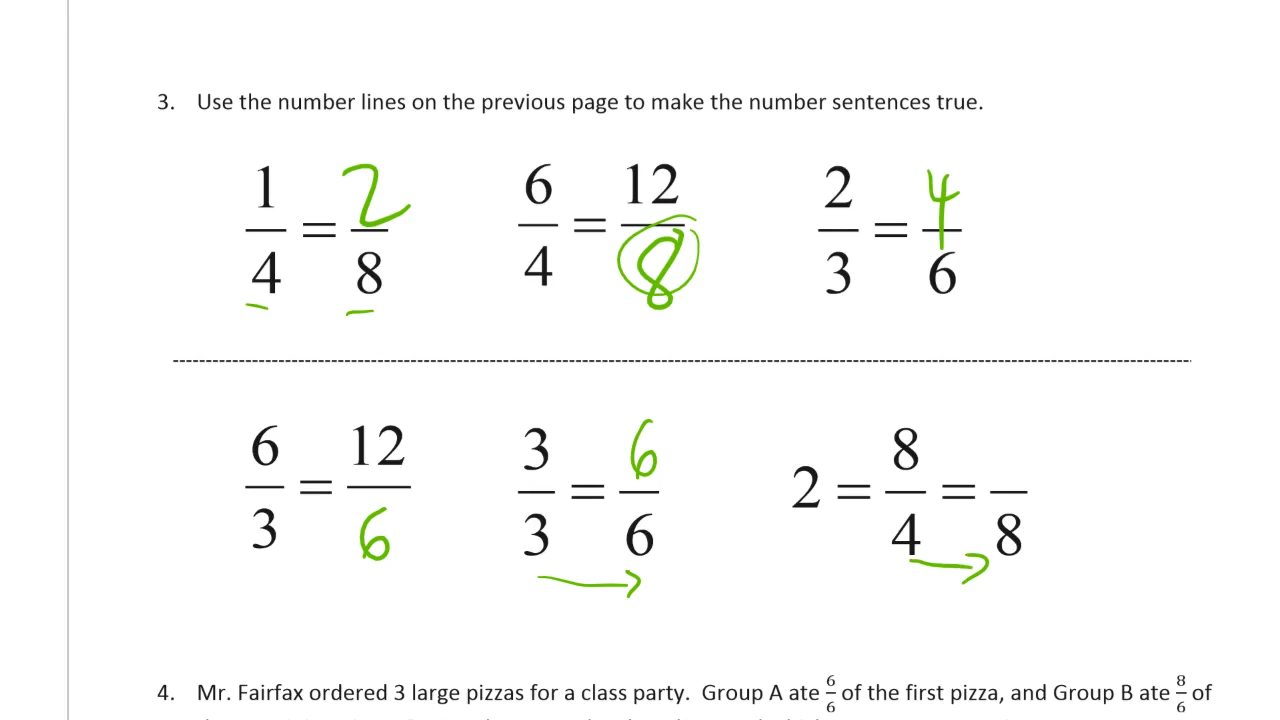 3. Use the number lines on the previous page to make the number sentences true.
1/4 = 2/8 6/4 = 12/8 2/3 = 4/6
6/3 = 12/6 3/3 = 6/6 2 = 8/4 = /8
4. Mr. Fairfax ordered 3 large pizzas for a class party. Group A ate 6/6 of the first pizza, and Group B ate 8/6 of